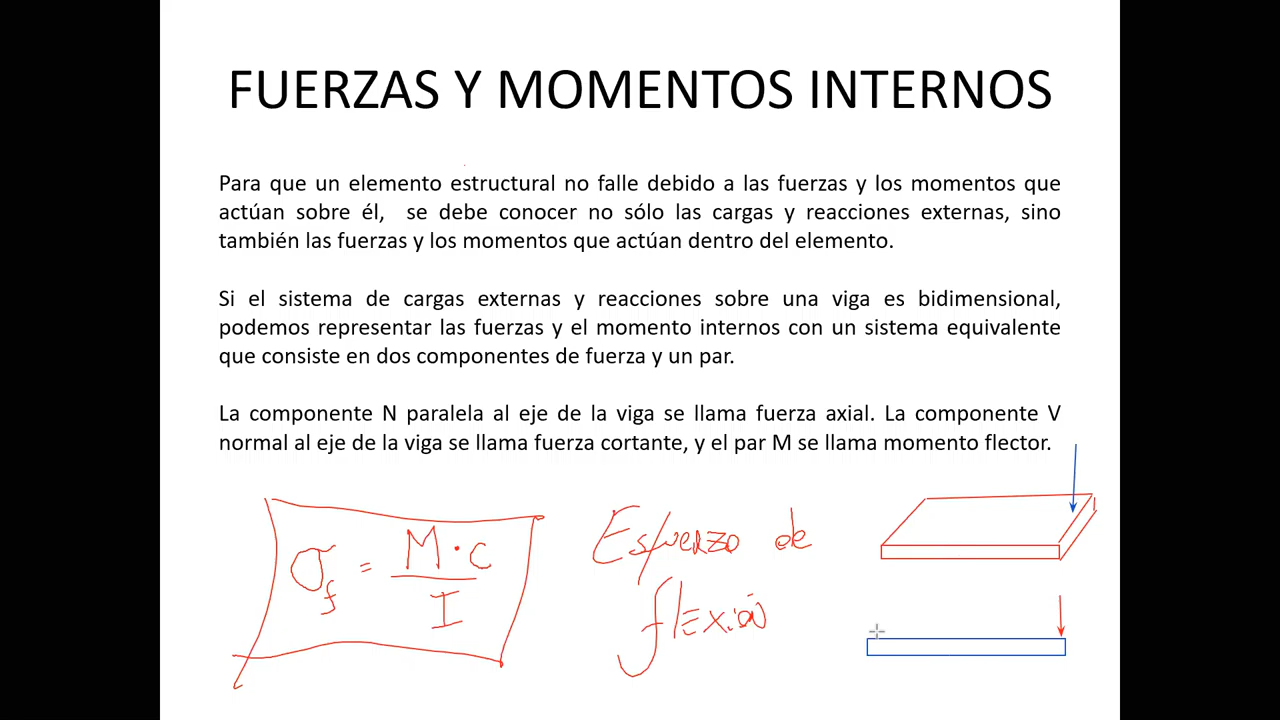 FUERZAS Y MOMENTOS INTERNOS
Para que un elemento estructural no falle debido a las fuerzas y los momentos que
actúan sobre él, se debe conocer no sólo las cargas y reacciones externas, sino
también las fuerzas y los momentos que actúan dentro del elemento.
Si el sistema de cargas externas y reacciones sobre una viga es bidimensional,
podemos representar las fuerzas y el momento internos con un sistema equivalente
que consiste en dos componentes de fuerza y un par.
La componente N paralela al eje de la viga se llama fuerza axial. La componente V
normal al eje de la viga se llama fuerza cortante, y el par M se llama momento flector.
σf = M·c / I
Esfuerzo de
flexión